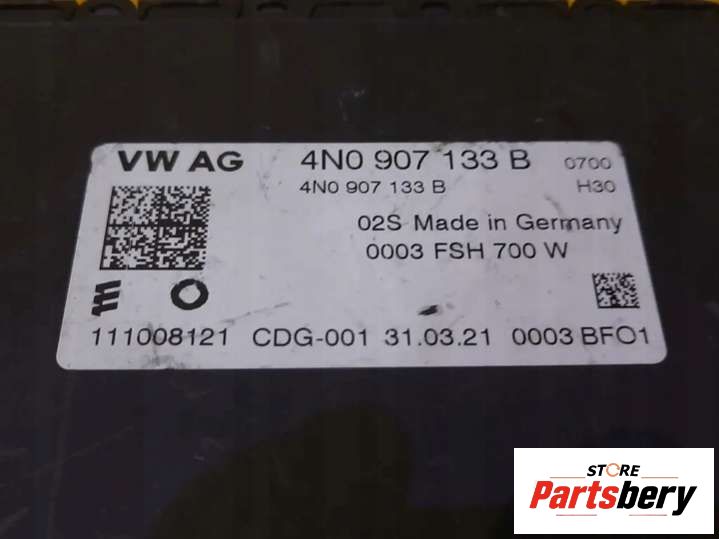 VW AG 4N0 907 133 B 0700
4N0 907 133 B H30
02S Made in Germany
0003 FSH 700 W
111008121 CDG-001 31.03.21 0003 BFO1
STORE
Partsbery